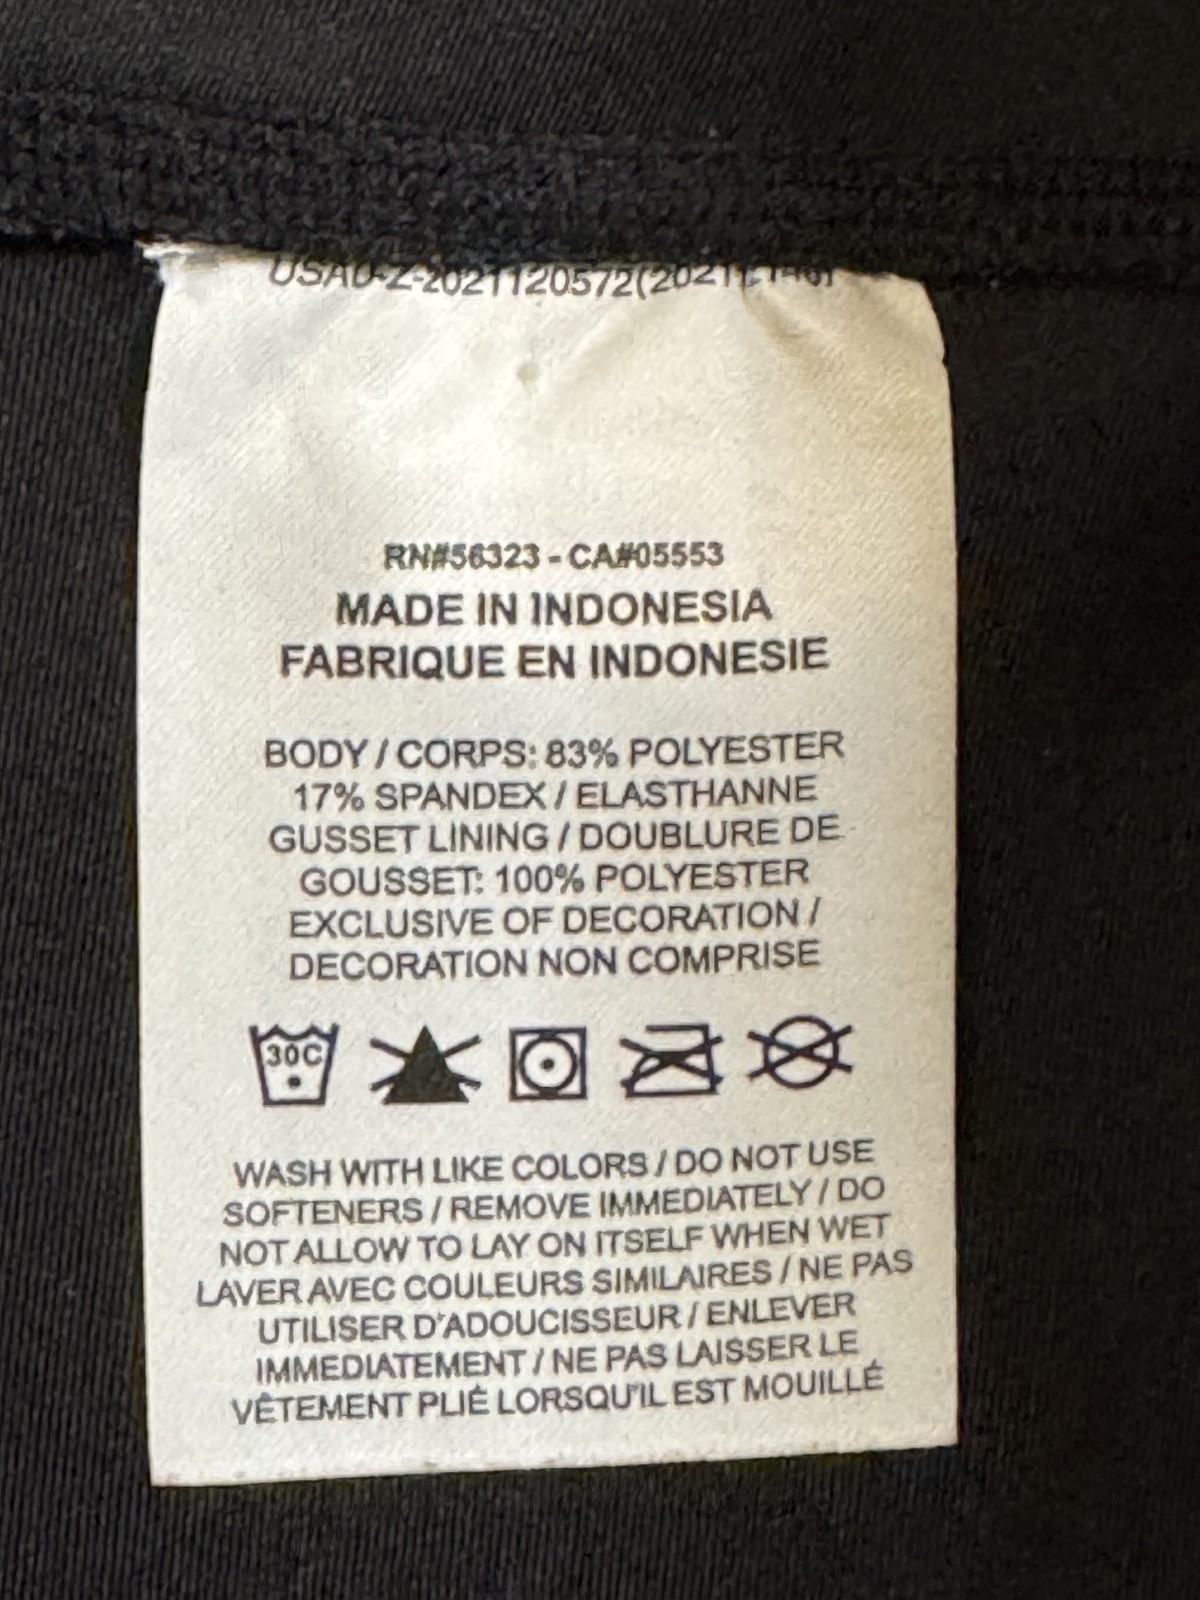 USAU-Z-2021120572(2021
RN#56323 - CA#05553
MADE IN INDONESIA
FABRIQUE EN INDONESIE
BODY / CORPS: 83% POLYESTER
17% SPANDEX / ELASTHANNE
GUSSET LINING / DOUBLURE DE
GOUSSET: 100% POLYESTER
EXCLUSIVE OF DECORATION /
DECORATION NON COMPRISE
30C
WASH WITH LIKE COLORS / DO NOT USE
SOFTENERS / REMOVE IMMEDIATELY / DO
NOT ALLOW TO LAY ON ITSELF WHEN WET
LAVER AVEC COULEURS SIMILAIRES / NE PAS
UTILISER D'ADOUCISSEUR / ENLEVER
IMMEDIATEMENT / NE PAS LAISSER LE
VÊTEMENT PLIÉ LORSQU'IL EST MOUILLÉ